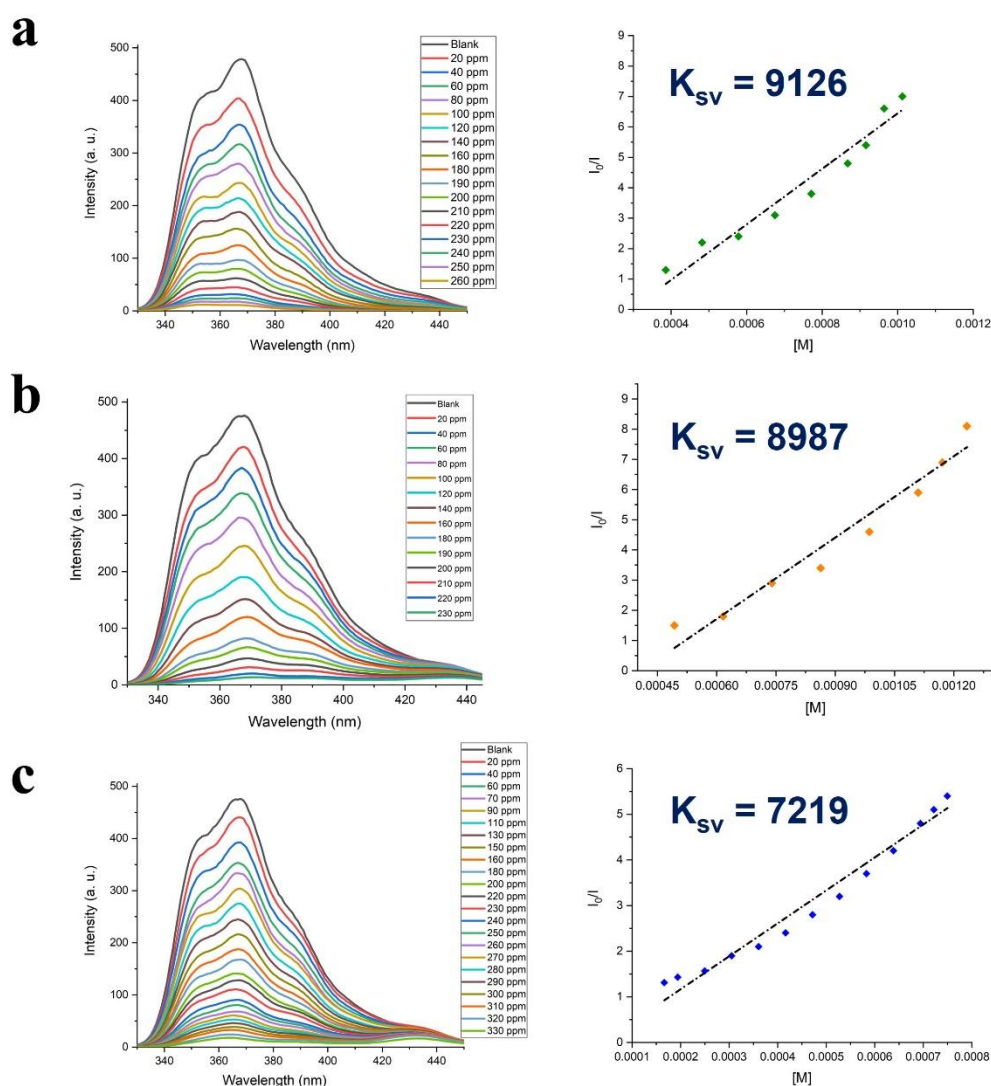 a
500
400
300
200
100
0
Intensity (a. u.)
340 360 380 400 420 440
Wavelength (nm)
Blank
20 ppm
40 ppm
60 ppm
80 ppm
100 ppm
120 ppm
140 ppm
160 ppm
180 ppm
190 ppm
200 ppm
210 ppm
220 ppm
230 ppm
240 ppm
250 ppm
260 ppm
Ksv = 9126
9
8
7
6
5
4
3
2
1
0
I0/I
0.0004 0.0006 0.0008 0.0010 0.0012
[M]
b
500
400
300
200
100
0
Intensity (a. u.)
340 360 380 400 420 440
Wavelength (nm)
Blank
20 ppm
40 ppm
60 ppm
80 ppm
100 ppm
120 ppm
140 ppm
160 ppm
180 ppm
190 ppm
200 ppm
210 ppm
220 ppm
230 ppm
Ksv = 8987
9
8
7
6
5
4
3
2
1
0
I0/I
0.00045 0.00060 0.00075 0.00090 0.00105 0.00120
[M]
c
500
400
300
200
100
0
Intensity (a. u.)
340 360 380 400 420 440
Wavelength (nm)
Blank
20 ppm
40 ppm
60 ppm
70 ppm
90 ppm
110 ppm
130 ppm
150 ppm
160 ppm
180 ppm
200 ppm
220 ppm
230 ppm
240 ppm
250 ppm
260 ppm
270 ppm
280 ppm
290 ppm
300 ppm
310 ppm
320 ppm
330 ppm
Ksv = 7219
6
5
4
3
2
1
0
I0/I
0.0001 0.0002 0.0003 0.0004 0.0005 0.0006 0.0007 0.0008
[M]